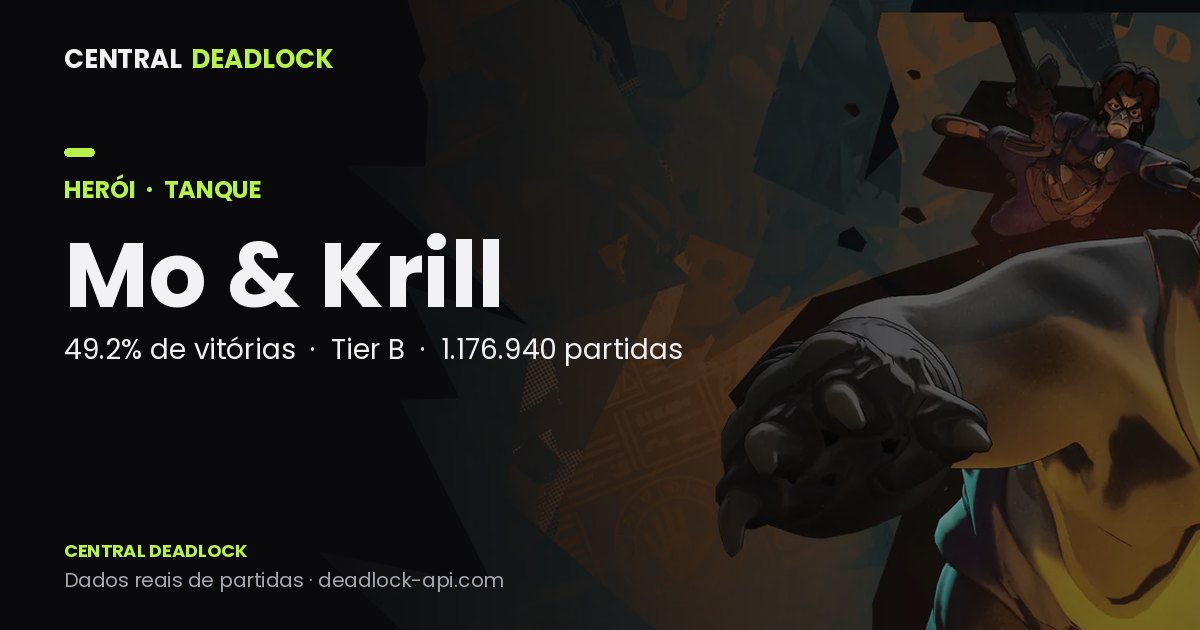 CENTRAL DEADLOCK
HERÓI · TANQUE
Mo & Krill
49.2% de vitórias · Tier B · 1.176.940 partidas
CENTRAL DEADLOCK
Dados reais de partidas · deadlock-api.com